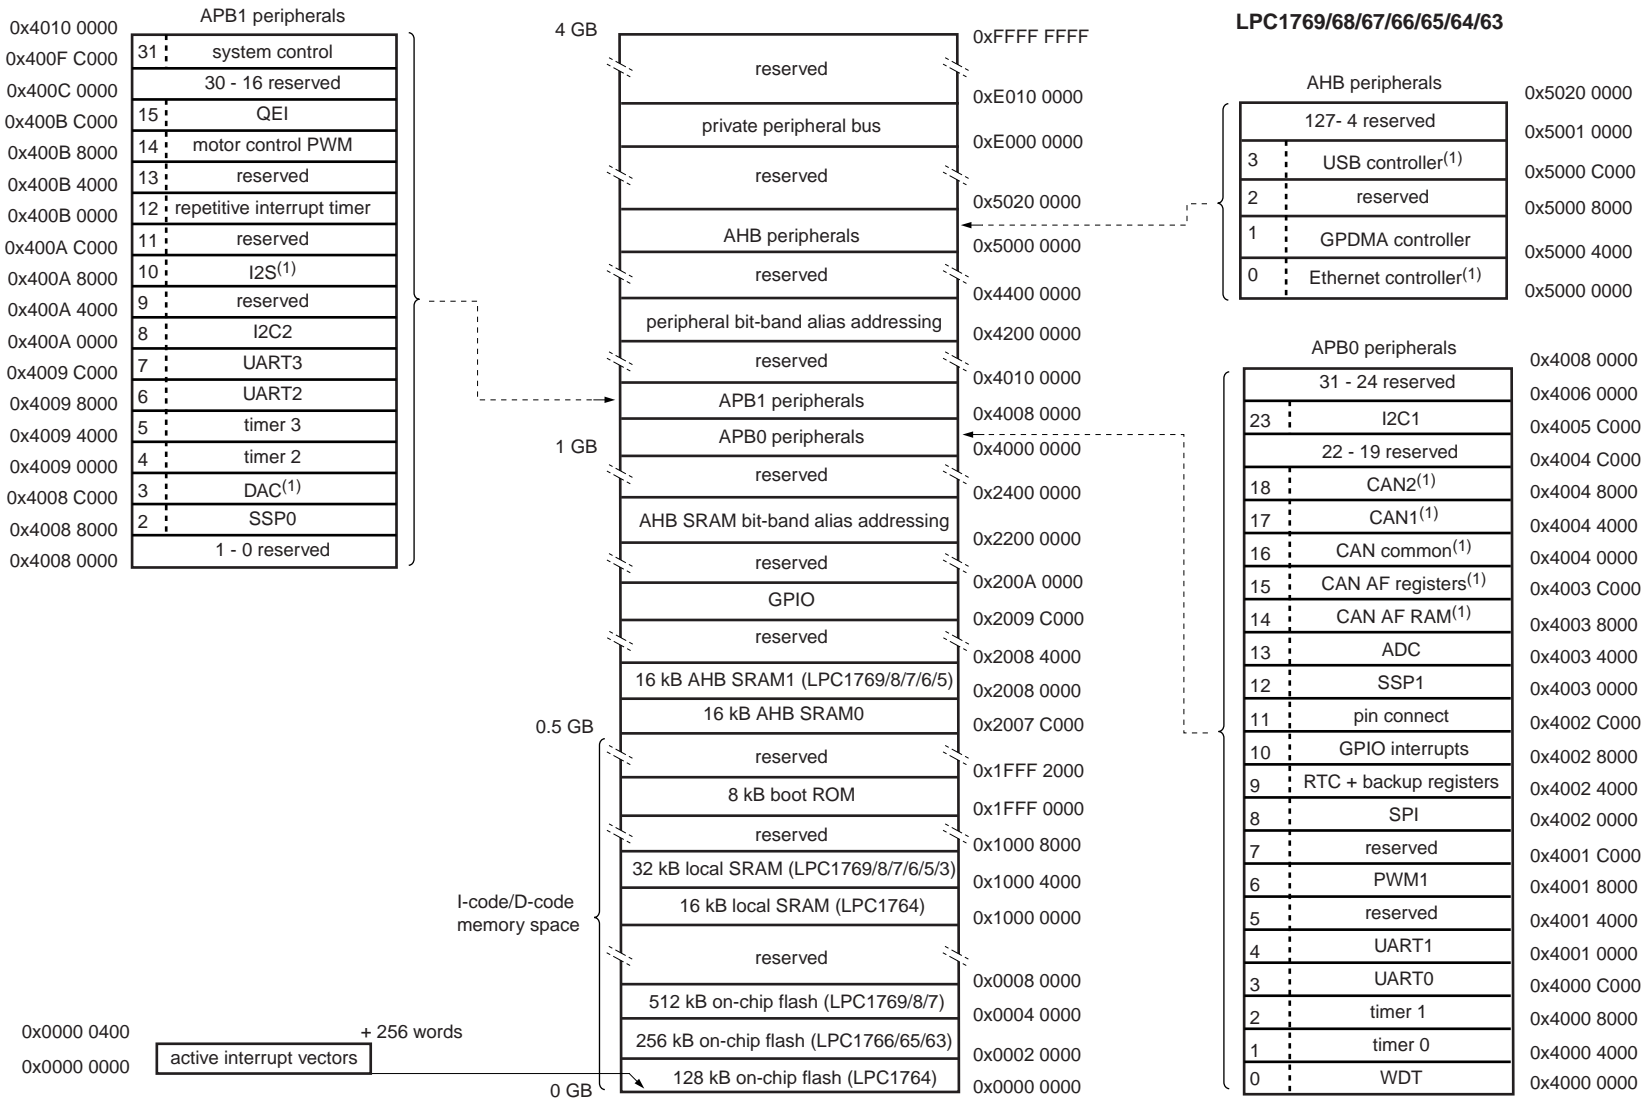 APB1 peripherals
0x4010 0000
31 system control
0x400F C000
30 - 16 reserved
0x400C 0000
15 QEI
0x400B C000
14 motor control PWM
0x400B 8000
13 reserved
0x400B 4000
12 repetitive interrupt timer
0x400B 0000
11 reserved
0x400A C000
10 I2S(1)
0x400A 8000
9 reserved
0x400A 4000
8 I2C2
0x400A 0000
7 UART3
0x4009 C000
6 UART2
0x4009 8000
5 timer 3
0x4009 4000
4 timer 2
0x4009 0000
3 DAC(1)
0x4008 C000
2 SSP0
0x4008 8000
1 - 0 reserved
0x4008 0000
0x0000 0400
+ 256 words
active interrupt vectors
0x0000 0000
4 GB
0xFFFF FFFF
reserved
0xE010 0000
private peripheral bus
0xE000 0000
reserved
0x5020 0000
AHB peripherals
0x5000 0000
reserved
0x4400 0000
peripheral bit-band alias addressing
0x4200 0000
reserved
0x4010 0000
APB1 peripherals
0x4008 0000
APB0 peripherals
1 GB
0x4000 0000
reserved
0x2400 0000
AHB SRAM bit-band alias addressing
0x2200 0000
reserved
0x200A 0000
GPIO
0x2009 C000
reserved
0x2008 4000
16 kB AHB SRAM1 (LPC1769/8/7/6/5)
0x2008 0000
16 kB AHB SRAM0
0x2007 C000
0.5 GB
reserved
0x1FFF 2000
8 kB boot ROM
0x1FFF 0000
reserved
0x1000 8000
32 kB local SRAM (LPC1769/8/7/6/5/3)
0x1000 4000
16 kB local SRAM (LPC1764)
0x1000 0000
I-code/D-code
memory space
reserved
0x0008 0000
512 kB on-chip flash (LPC1769/8/7)
0x0004 0000
256 kB on-chip flash (LPC1766/65/63)
0x0002 0000
128 kB on-chip flash (LPC1764)
0x0000 0000
0 GB
LPC1769/68/67/66/65/64/63
AHB peripherals
0x5020 0000
127- 4 reserved
0x5001 0000
3 USB controller(1)
0x5000 C000
2 reserved
0x5000 8000
1 GPDMA controller
0x5000 4000
0 Ethernet controller(1)
0x5000 0000
APB0 peripherals
0x4008 0000
31 - 24 reserved
0x4006 0000
23 I2C1
0x4005 C000
22 - 19 reserved
0x4004 C000
18 CAN2(1)
0x4004 8000
17 CAN1(1)
0x4004 4000
16 CAN common(1)
0x4004 0000
15 CAN AF registers(1)
0x4003 C000
14 CAN AF RAM(1)
0x4003 8000
13 ADC
0x4003 4000
12 SSP1
0x4003 0000
11 pin connect
0x4002 C000
10 GPIO interrupts
0x4002 8000
9 RTC + backup registers
0x4002 4000
8 SPI
0x4002 0000
7 reserved
0x4001 C000
6 PWM1
0x4001 8000
5 reserved
0x4001 4000
4 UART1
0x4001 0000
3 UART0
0x4000 C000
2 timer 1
0x4000 8000
1 timer 0
0x4000 4000
0 WDT
0x4000 0000